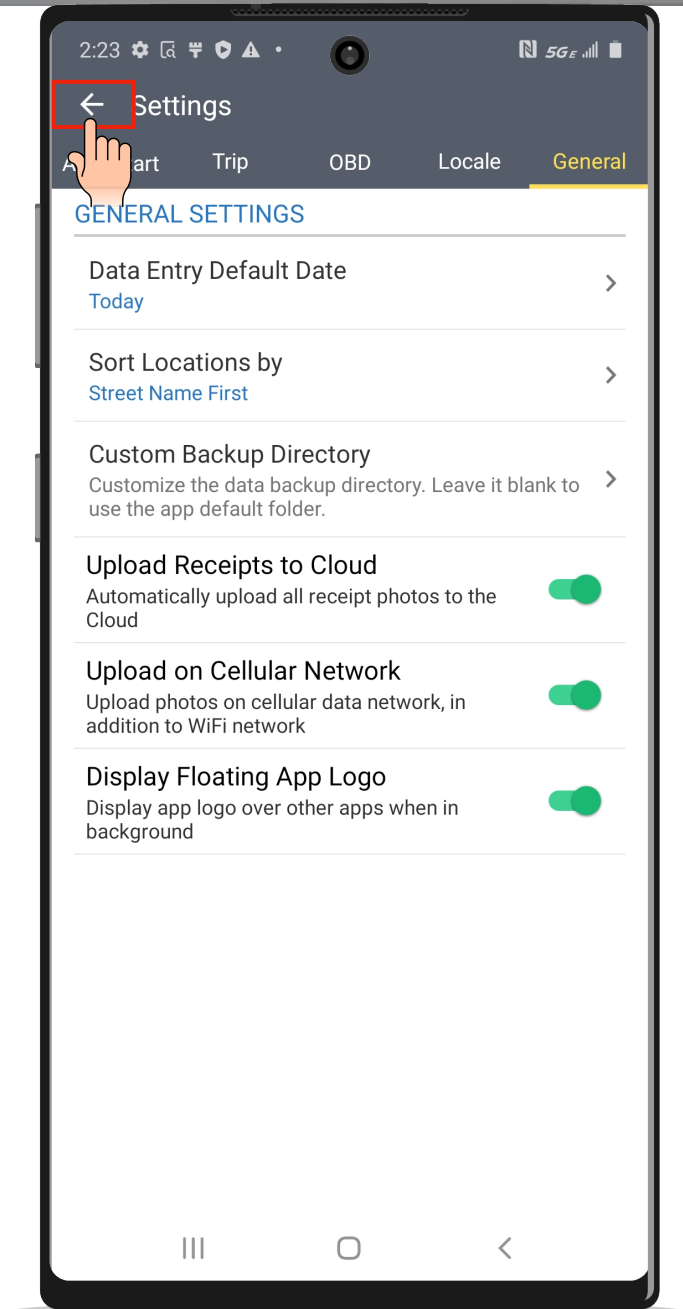 2:23
5GE
Settings
A art Trip OBD Locale General
GENERAL SETTINGS
Data Entry Default Date
Today
Sort Locations by
Street Name First
Custom Backup Directory
Customize the data backup directory. Leave it blank to
use the app default folder.
Upload Receipts to Cloud
Automatically upload all receipt photos to the
Cloud
Upload on Cellular Network
Upload photos on cellular data network, in
addition to WiFi network
Display Floating App Logo
Display app logo over other apps when in
background